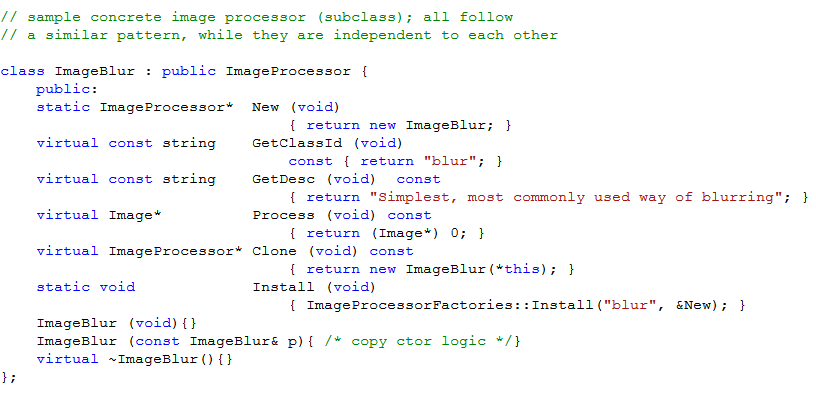 // sample concrete image processor (subclass); all follow
// a similar pattern, while they are independent to each other
class ImageBlur : public ImageProcessor {
public:
static ImageProcessor* New (void)
{ return new ImageBlur; }
virtual const string GetClassId (void)
const { return "blur"; }
virtual const string GetDesc (void) const
{ return "Simplest, most commonly used way of blurring"; }
virtual Image* Process (void) const
{ return (Image*) 0; }
virtual ImageProcessor* Clone (void) const
{ return new ImageBlur(*this); }
static void Install (void)
{ ImageProcessorFactories::Install("blur", &New); }
ImageBlur (void){}
ImageBlur (const ImageBlur& p){ /* copy ctor logic */}
virtual ~ImageBlur(){}
};